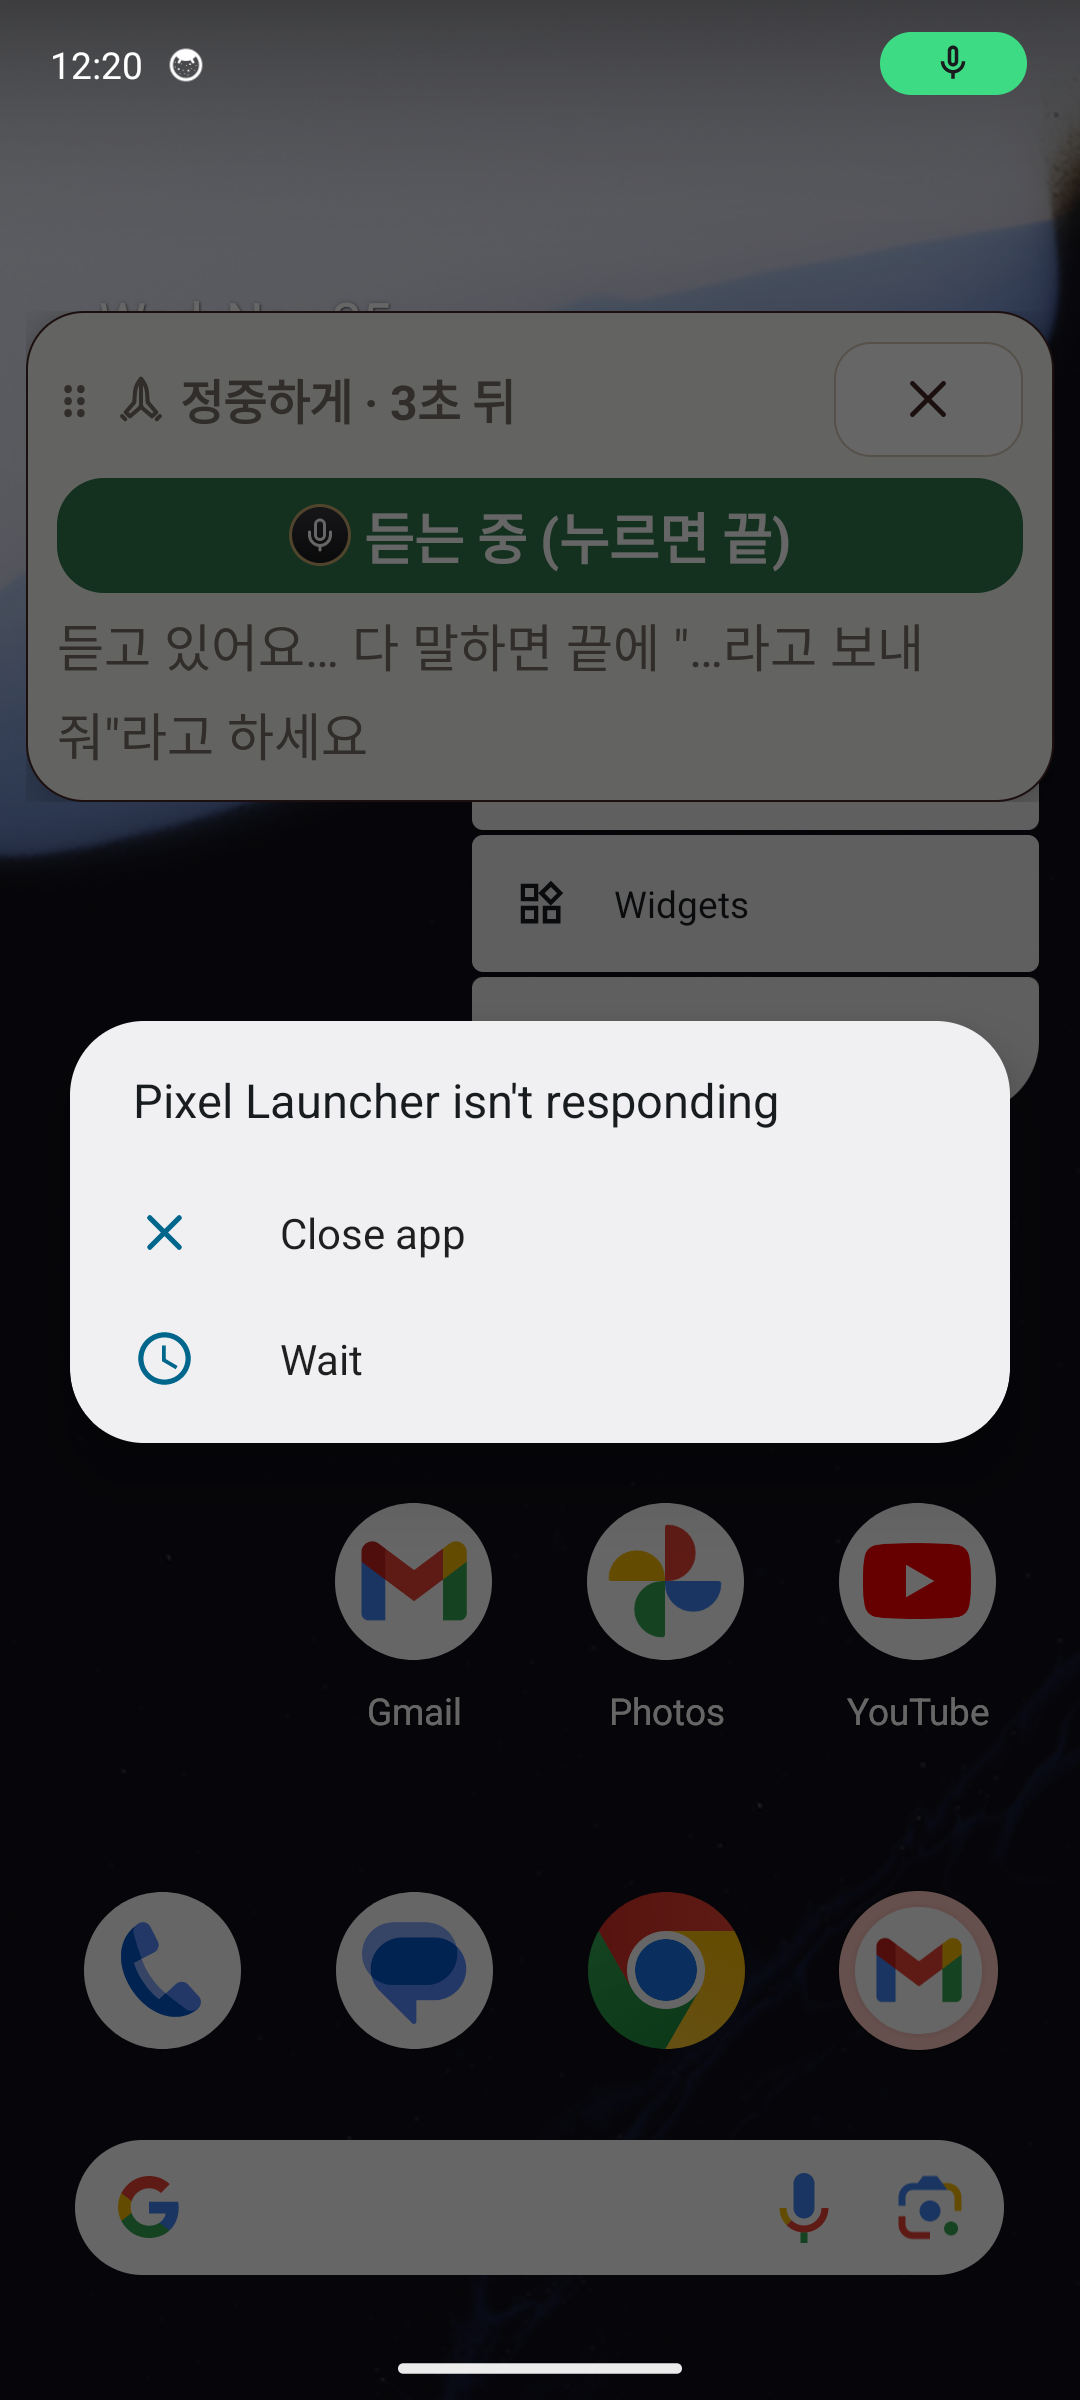 12:20
정중하게 · 3초 뒤
듣는 중 (누르면 끝)
듣고 있어요... 다 말하면 끝에 "...라고 보내
줘"라고 하세요
Widgets
Pixel Launcher isn't responding
Close app
Wait
Gmail
Photos
YouTube